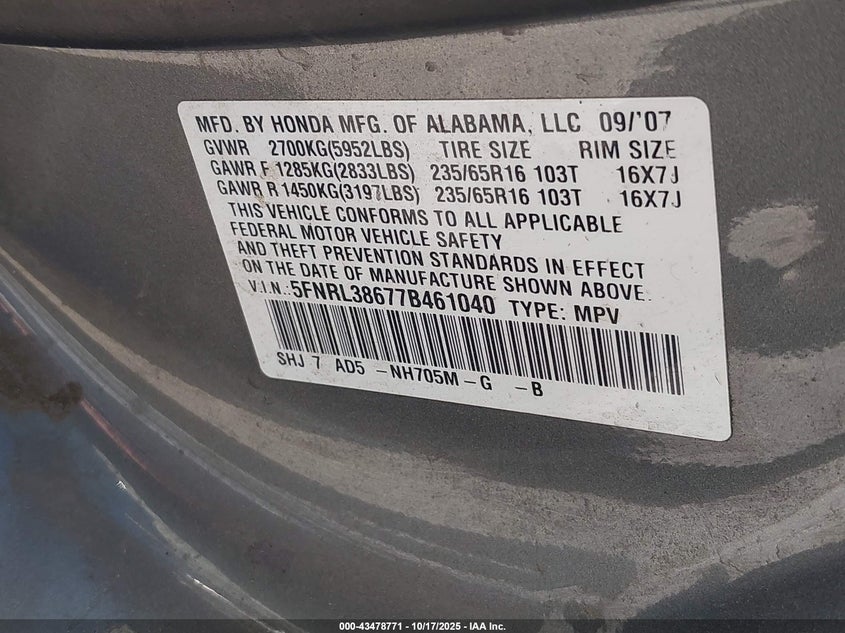 MFD. BY HONDA MFG. OF ALABAMA, LLC 09/'07
GVWR 2700KG(5952LBS) TIRE SIZE RIM SIZE
GAWR F 1285KG(2833LBS) 235/65R16 103T 16X7J
GAWR R 1450KG(3197LBS) 235/65R16 103T 16X7J
THIS VEHICLE CONFORMS TO ALL APPLICABLE
FEDERAL MOTOR VEHICLE SAFETY
AND THEFT PREVENTION STANDARDS IN EFFECT
ON THE DATE OF MANUFACTURE SHOWN ABOVE.
V.I.N.: 5FNRL38677B461040 TYPE: MPV
SHJ 7 AD5 -NH705M-G -B
000-43478771 - 10/17/2025 - IAA Inc.